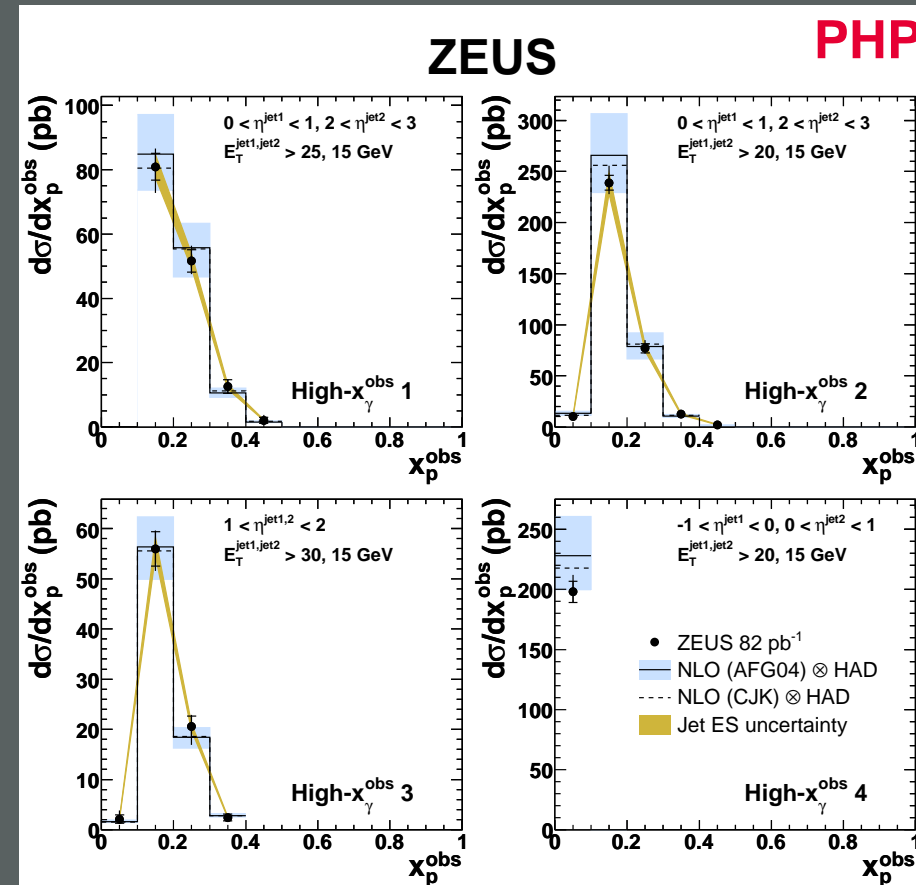 ZEUS
PHP
dσ/dx_p^obs (pb)
100
80
60
40
20
0
0 < η^jet1 < 1, 2 < η^jet2 < 3
E_T^jet1,jet2 > 25, 15 GeV
High-x_γ^obs 1
0 0.2 0.4 0.6 0.8 1
x_p^obs
dσ/dx_p^obs (pb)
300
250
200
150
100
50
0
0 < η^jet1 < 1, 2 < η^jet2 < 3
E_T^jet1,jet2 > 20, 15 GeV
High-x_γ^obs 2
0 0.2 0.4 0.6 0.8 1
x_p^obs
dσ/dx_p^obs (pb)
60
50
40
30
20
10
0
1 < η^jet1,2 < 2
E_T^jet1,jet2 > 30, 15 GeV
High-x_γ^obs 3
0 0.2 0.4 0.6 0.8 1
x_p^obs
dσ/dx_p^obs (pb)
250
200
150
100
50
0
-1 < η^jet1 < 0, 0 < η^jet2 < 1
E_T^jet1,jet2 > 20, 15 GeV
ZEUS 82 pb^-1
NLO (AFG04) ⊗ HAD
NLO (CJK) ⊗ HAD
Jet ES uncertainty
High-x_γ^obs 4
0 0.2 0.4 0.6 0.8 1
x_p^obs